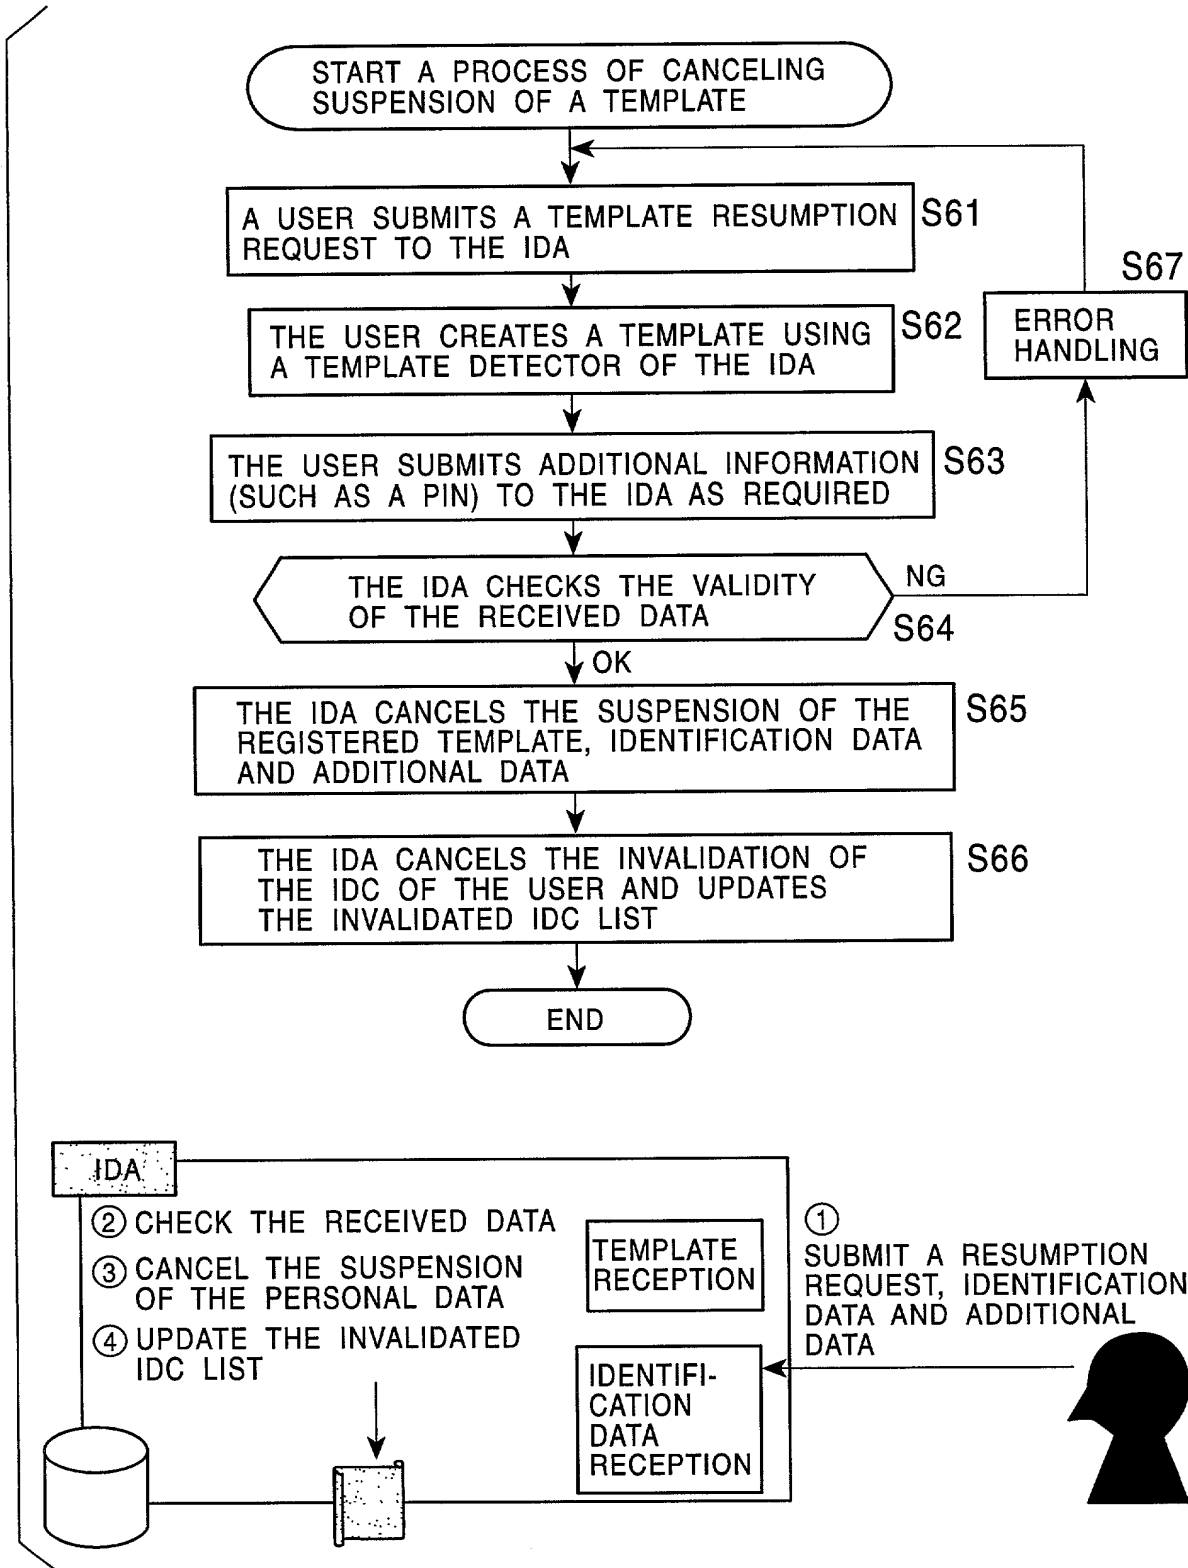 START A PROCESS OF CANCELING
SUSPENSION OF A TEMPLATE
A USER SUBMITS A TEMPLATE RESUMPTION
REQUEST TO THE IDA
S61
S67
ERROR
HANDLING
THE USER CREATES A TEMPLATE USING
A TEMPLATE DETECTOR OF THE IDA
S62
THE USER SUBMITS ADDITIONAL INFORMATION
(SUCH AS A PIN) TO THE IDA AS REQUIRED
S63
THE IDA CHECKS THE VALIDITY
OF THE RECEIVED DATA
NG
S64
OK
THE IDA CANCELS THE SUSPENSION OF THE
REGISTERED TEMPLATE, IDENTIFICATION DATA
AND ADDITIONAL DATA
S65
THE IDA CANCELS THE INVALIDATION OF
THE IDC OF THE USER AND UPDATES
THE INVALIDATED IDC LIST
S66
END
IDA
② CHECK THE RECEIVED DATA
③ CANCEL THE SUSPENSION
OF THE PERSONAL DATA
④ UPDATE THE INVALIDATED
IDC LIST
TEMPLATE
RECEPTION
IDENTIFI-
CATION
DATA
RECEPTION
①
SUBMIT A RESUMPTION
REQUEST, IDENTIFICATION
DATA AND ADDITIONAL
DATA